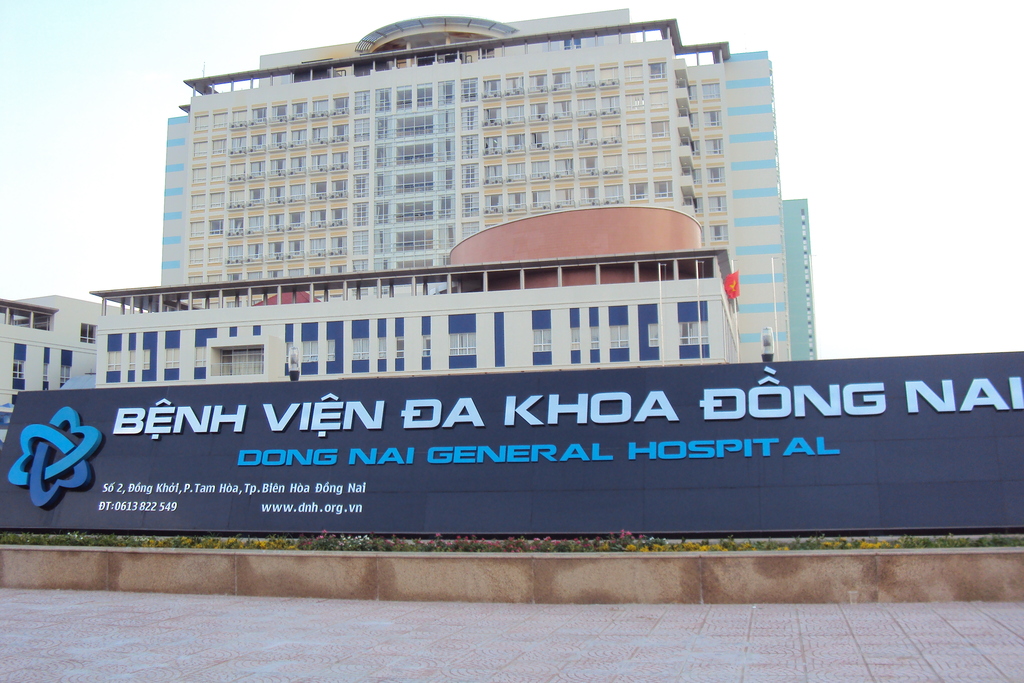 BỆNH VIỆN ĐA KHOA ĐỒNG NAI
DONG NAI GENERAL HOSPITAL
Số 2, Đồng Khởi, P.Tam Hòa, Tp.Biên Hòa Đồng Nai
ĐT: 0613 822 549
www.dnh.org.vn